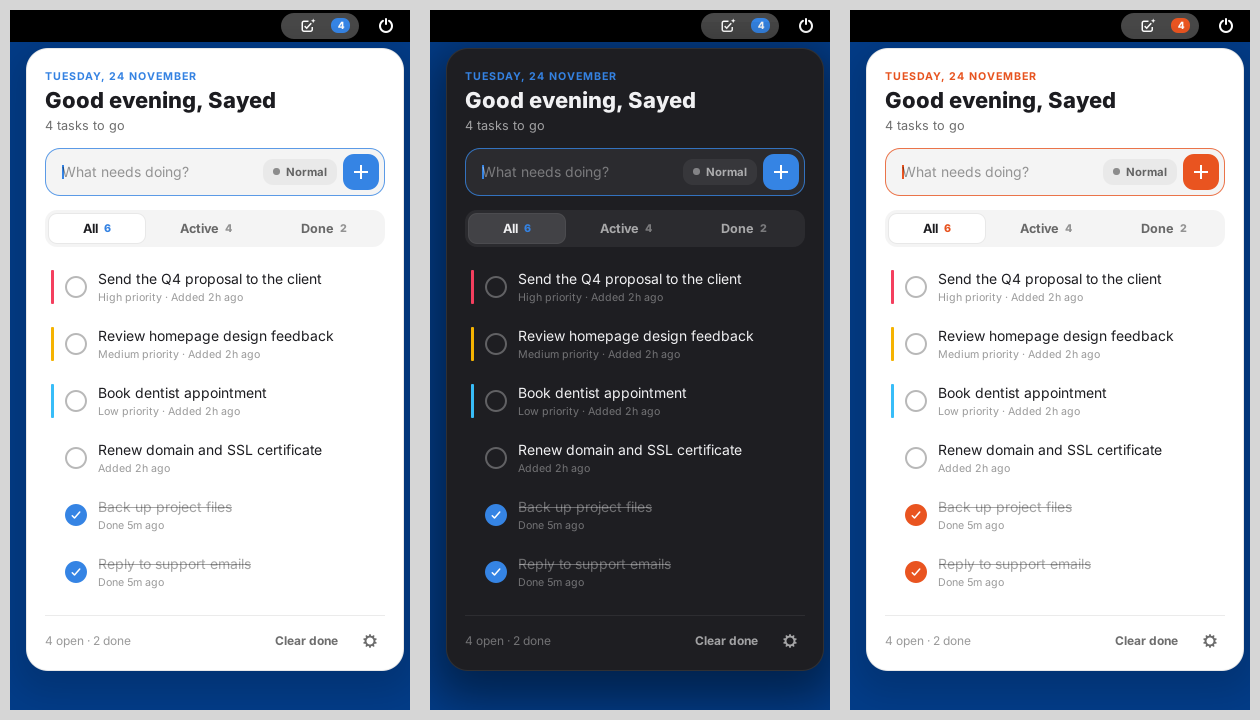 4
TUESDAY, 24 NOVEMBER
Good evening, Sayed
4 tasks to go
What needs doing? Normal
All 6 Active 4 Done 2
Send the Q4 proposal to the client
High priority · Added 2h ago
Review homepage design feedback
Medium priority · Added 2h ago
Book dentist appointment
Low priority · Added 2h ago
Renew domain and SSL certificate
Added 2h ago
Back up project files
Done 5m ago
Reply to support emails
Done 5m ago
4 open · 2 done Clear done
4
TUESDAY, 24 NOVEMBER
Good evening, Sayed
4 tasks to go
What needs doing? Normal
All 6 Active 4 Done 2
Send the Q4 proposal to the client
High priority · Added 2h ago
Review homepage design feedback
Medium priority · Added 2h ago
Book dentist appointment
Low priority · Added 2h ago
Renew domain and SSL certificate
Added 2h ago
Back up project files
Done 5m ago
Reply to support emails
Done 5m ago
4 open · 2 done Clear done
4
TUESDAY, 24 NOVEMBER
Good evening, Sayed
4 tasks to go
What needs doing? Normal
All 6 Active 4 Done 2
Send the Q4 proposal to the client
High priority · Added 2h ago
Review homepage design feedback
Medium priority · Added 2h ago
Book dentist appointment
Low priority · Added 2h ago
Renew domain and SSL certificate
Added 2h ago
Back up project files
Done 5m ago
Reply to support emails
Done 5m ago
4 open · 2 done Clear done